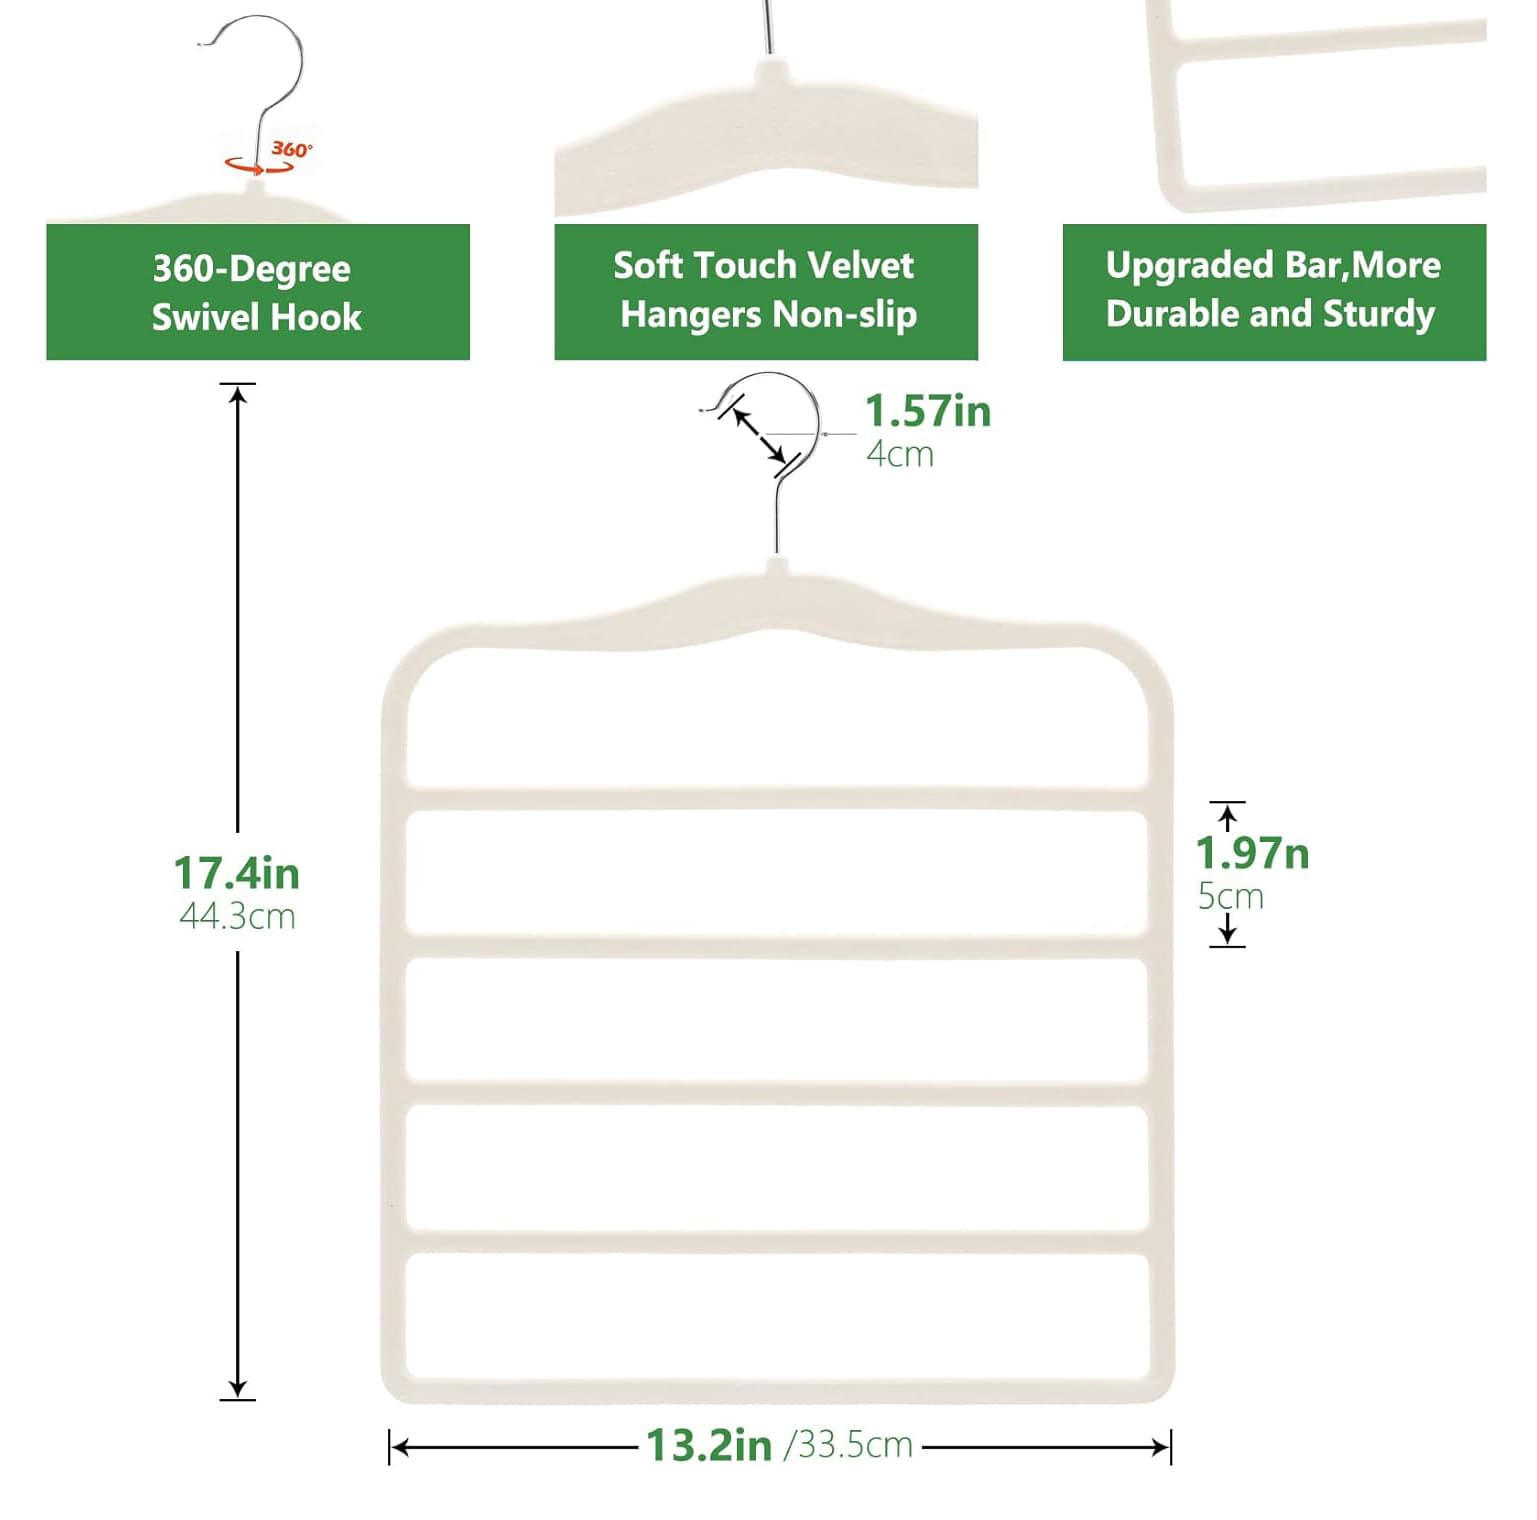 360°
360-Degree
Swivel Hook
Soft Touch Velvet
Hangers Non-slip
Upgraded Bar,More
Durable and Sturdy
1.57in
4cm
17.4in
44.3cm
1.97n
5cm
13.2in /33.5cm